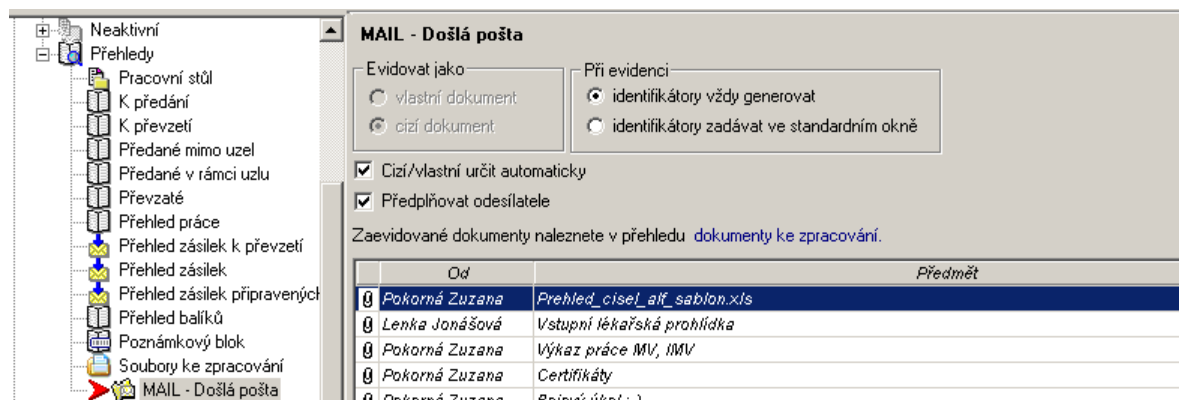 Neaktivní
Přehledy
Pracovní stůl
K předání
K převzetí
Předané mimo uzel
Předané v rámci uzlu
Převzaté
Přehled práce
Přehled zásilek k převzetí
Přehled zásilek
Přehled zásilek připravených
Přehled balíků
Poznámkový blok
Soubory ke zpracování
MAIL - Došlá pošta
MAIL - Došlá pošta
Evidovat jako
vlastní dokument
cizí dokument
Při evidenci
identifikátory vždy generovat
identifikátory zadávat ve standardním okně
Cizí/vlastní určit automaticky
Předplňovat odesílatele
Zaevidované dokumenty naleznete v přehledu dokumenty ke zpracování.
Od Předmět
Pokorná Zuzana Prehled_cisel_alf_sablon.xls
Lenka Jonášová Vstupní lékařská prohlídka
Pokorná Zuzana Výkaz práce MV, IMV
Pokorná Zuzana Certifikáty
Pokorná Zuzana